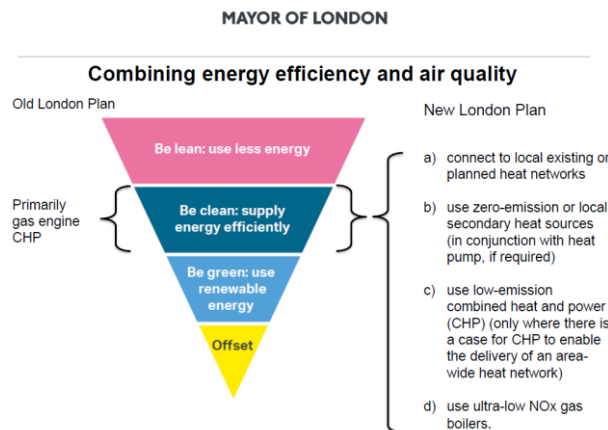 MAYOR OF LONDON
Combining energy efficiency and air quality
Old London Plan
Be lean: use less energy
Primarily
gas engine
CHP
Be clean: supply
energy efficiently
Be green: use
renewable
energy
Offset
New London Plan
a) connect to local existing or
planned heat networks
b) use zero-emission or local
secondary heat sources
(in conjunction with heat
pump, if required)
c) use low-emission
combined heat and power
(CHP) (only where there is
a case for CHP to enable
the delivery of an area-
wide heat network)
d) use ultra-low NOx gas
boilers.